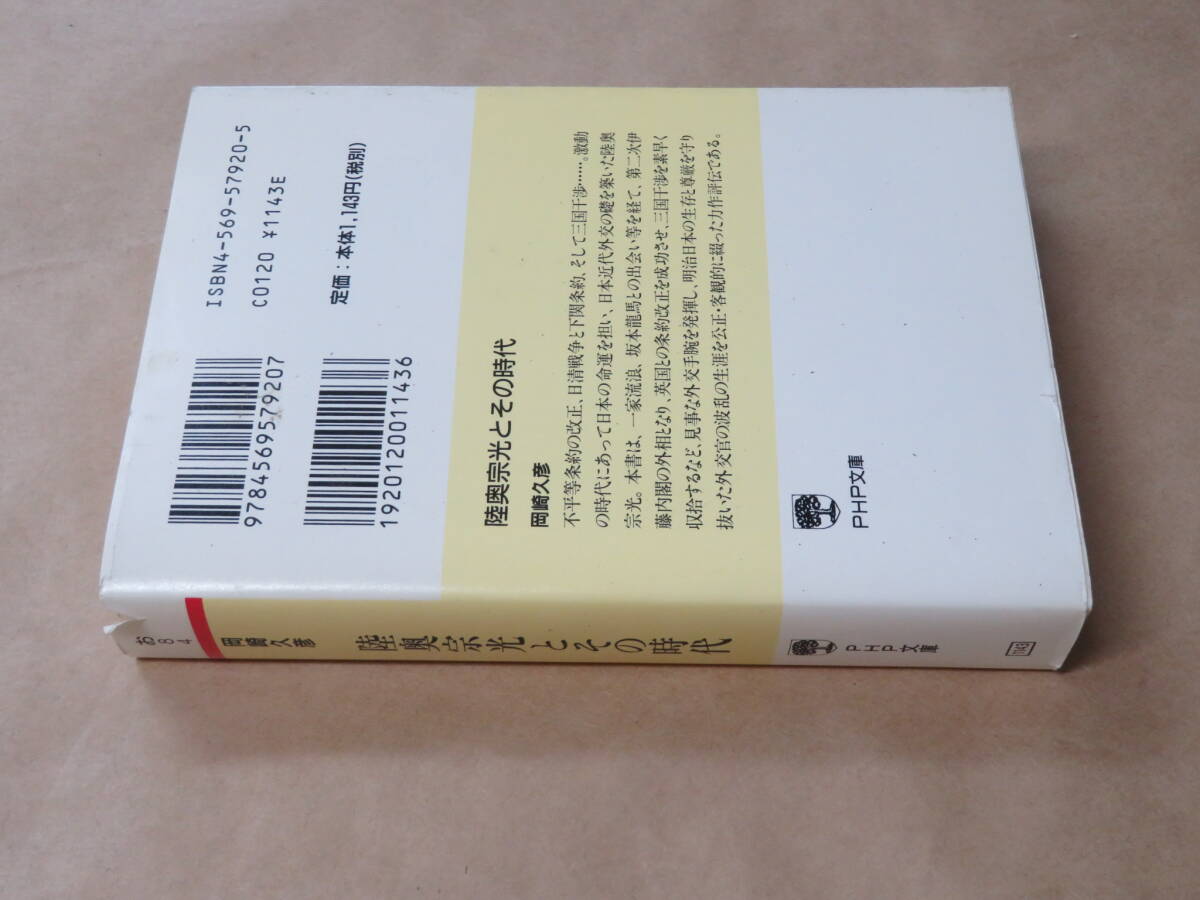 ISBN4-569-57920-5
C0120 ¥1143E
定価:本体1,143円(税別)
9784569579207
1920120011436
陸奥宗光とその時代
岡崎久彦
不平等条約の改正、日清戦争と下関条約、そして三国干渉……。激動
の時代にあって日本の命運を担い、日本近代外交の礎を築いた陸奥
宗光。本書は、一家流浪、坂本龍馬との出会い等を経て、第二次伊
藤内閣の外相となり、英国との条約改正を成功させ、三国干渉を素早く
収拾するなど、見事な外交手腕を発揮し、明治日本の生存と尊厳を守り
抜いた外交官の波乱の生涯を公正・客観的に綴った力作評伝である。
PHP文庫
お84
岡崎久彦
陸奥宗光とその時代
PHP文庫
1143